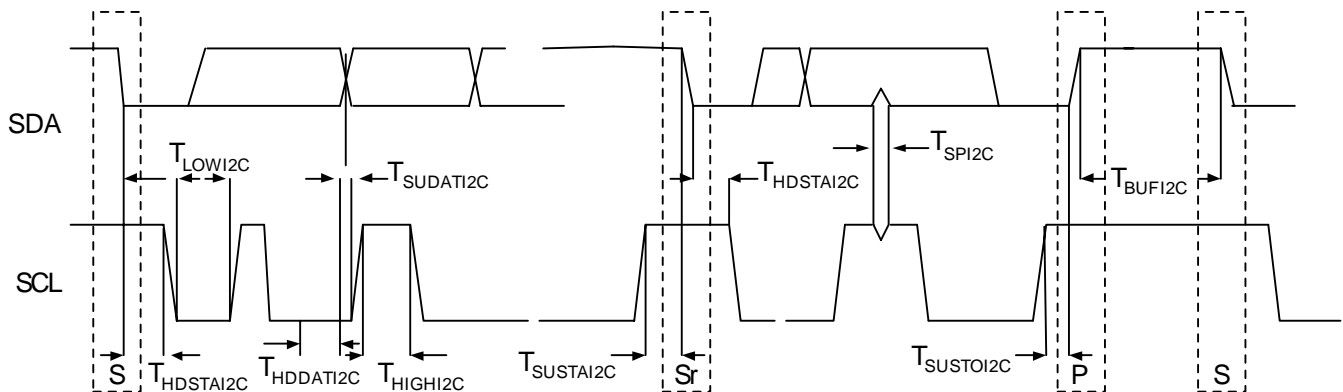 SDA
T_LOWI2C
T_SUDATI2C
T_SPI2C
T_HDSTAI2C
T_BUFI2C
SCL
S
T_HDSTAI2C
T_HDDATI2C
T_HIGHI2C
T_SUSTAI2C
Sr
T_SUSTOI2C
P
S